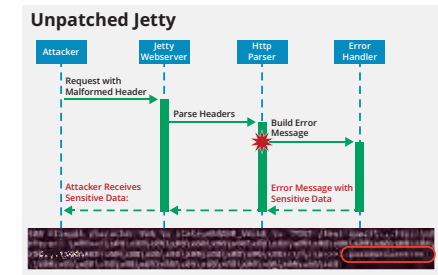 Unpatched Jetty
Attacker
Jetty
Webserver
Http
Parser
Error
Handler
Request with
Malformed Header
Parse Headers
Build Error
Message
Attacker Receives
Sensitive Data:
Error Message with
Sensitive Data